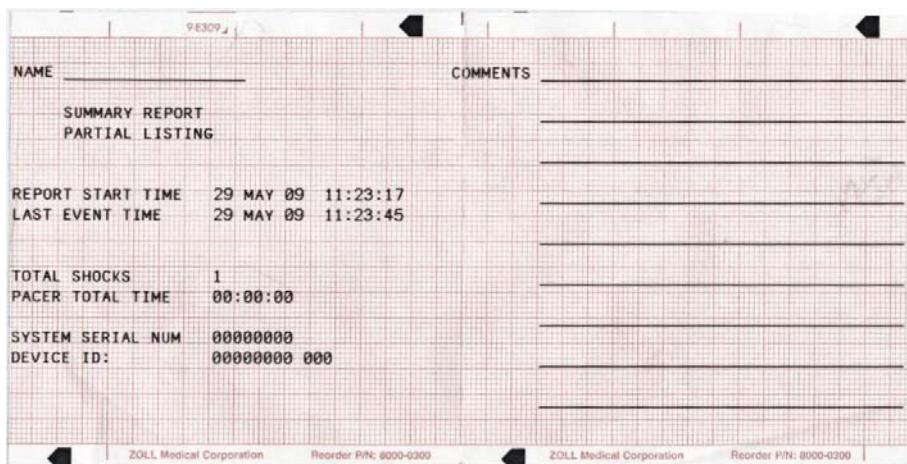 9-E309
NAME
COMMENTS
SUMMARY REPORT
PARTIAL LISTING
REPORT START TIME 29 MAY 09 11:23:17
LAST EVENT TIME 29 MAY 09 11:23:45
TOTAL SHOCKS 1
PACER TOTAL TIME 00:00:00
SYSTEM SERIAL NUM 00000000
DEVICE ID: 00000000 000
ZOLL Medical Corporation Reorder P/N: 8000-0300 ZOLL Medical Corporation Reorder P/N: 8000-0300